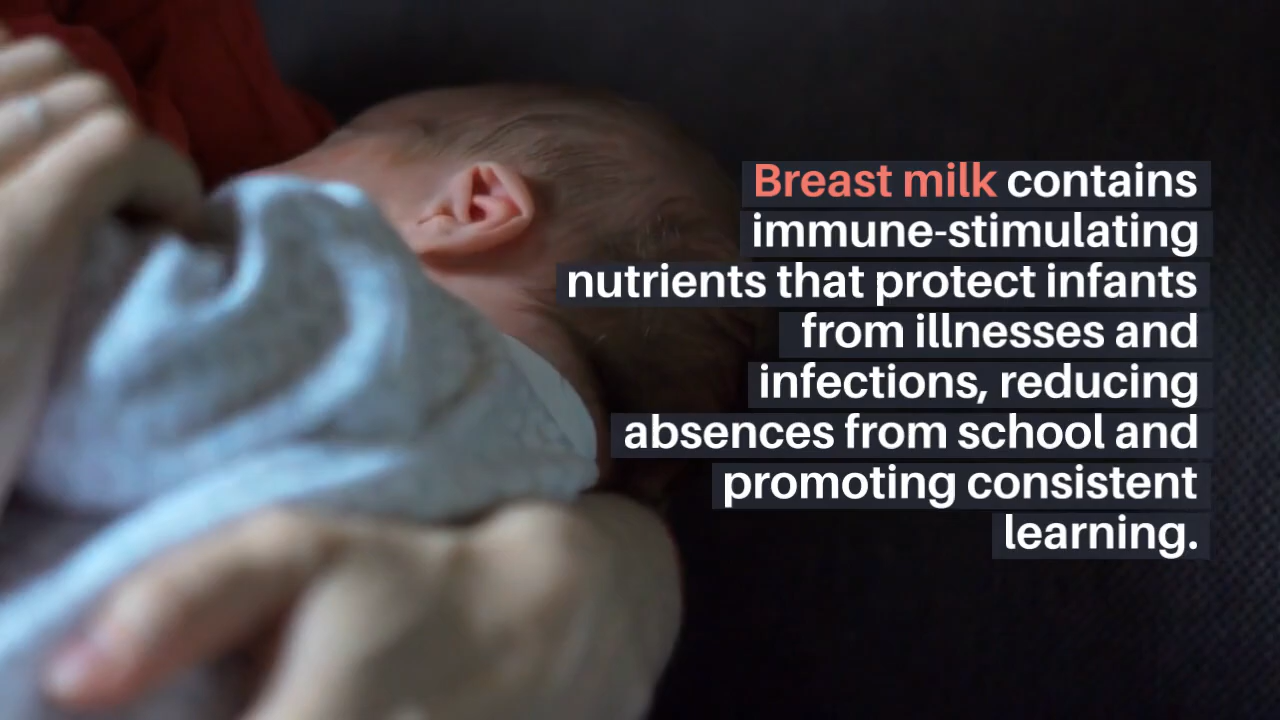 Breast milk contains
immune-stimulating
nutrients that protect infants
from illnesses and
infections, reducing
absences from school and
promoting consistent
learning.